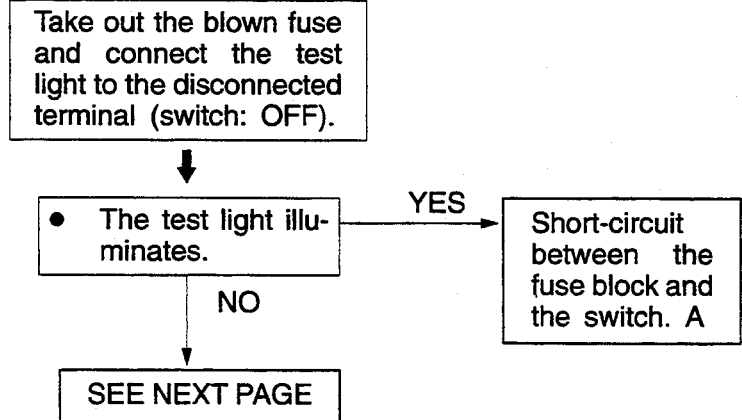 Take out the blown fuse
and connect the test
light to the disconnected
terminal (switch: OFF).
● The test light illu-
minates.
YES
Short-circuit
between the
fuse block and
the switch. A
NO
SEE NEXT PAGE